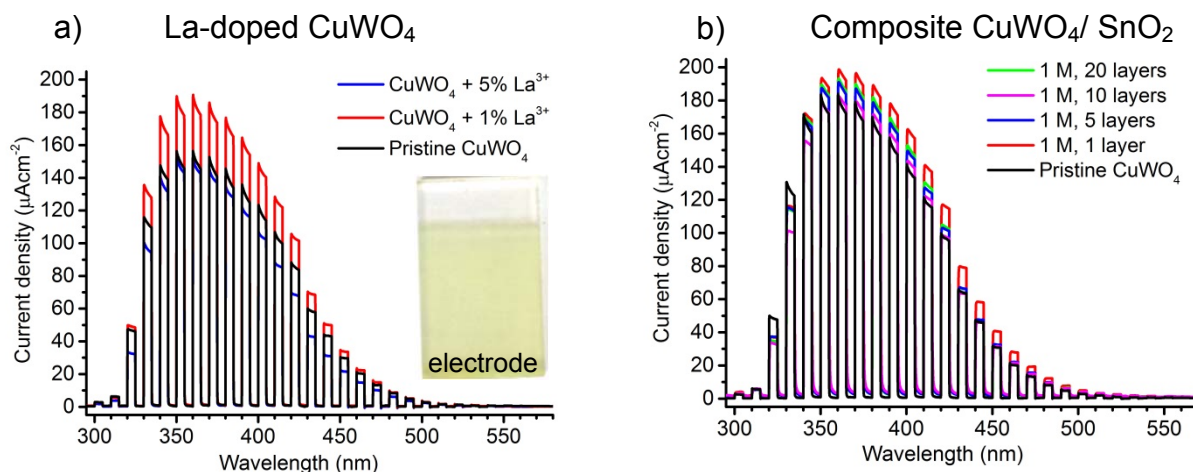 a) La-doped CuWO₄
200
180
160
140
120
100
80
60
40
20
0
Current density (µAcm⁻²)
CuWO₄ + 5% La³⁺
CuWO₄ + 1% La³⁺
Pristine CuWO₄
electrode
300 350 400 450 500 550
Wavelength (nm)
b) Composite CuWO₄/ SnO₂
200
180
160
140
120
100
80
60
40
20
0
Current density (µAcm⁻²)
1 M, 20 layers
1 M, 10 layers
1 M, 5 layers
1 M, 1 layer
Pristine CuWO₄
300 350 400 450 500 550
Wavelength (nm)